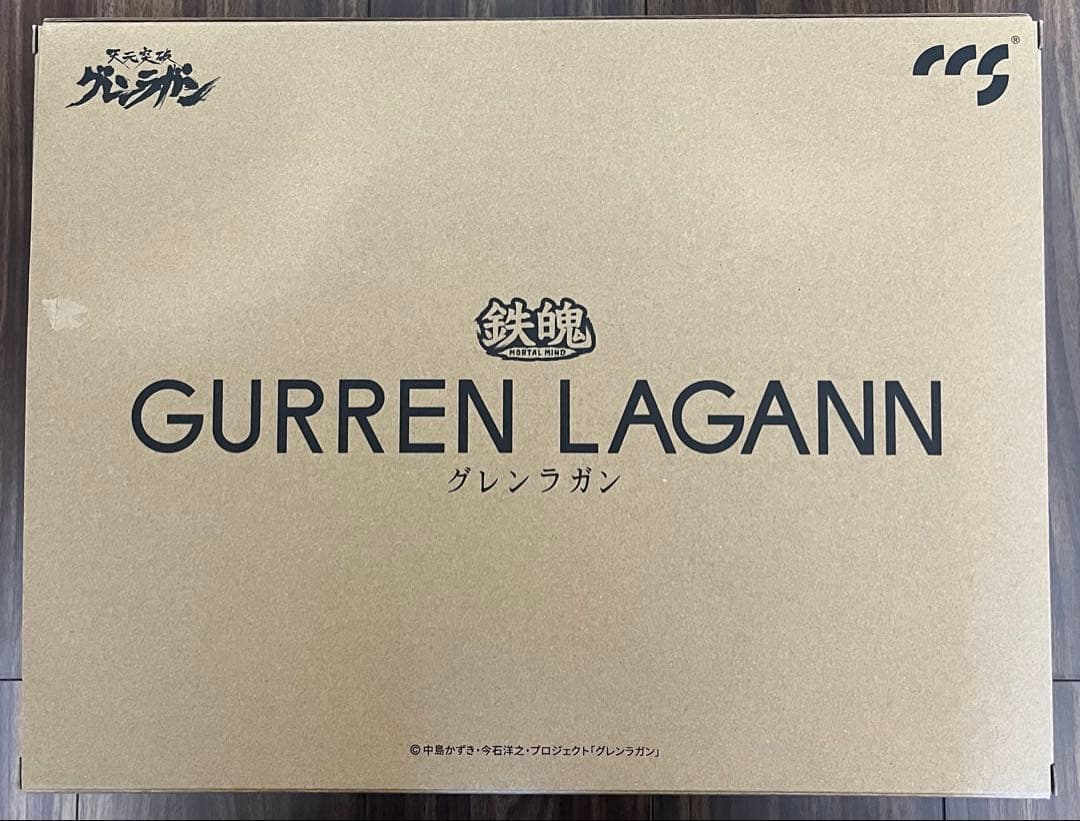 天元突破
グレンラガン
CCS®
鉄魄
MORTAL MIND
GURREN LAGANN
グレンラガン
© 中島かずき・今石洋之・プロジェクト「グレンラガン」